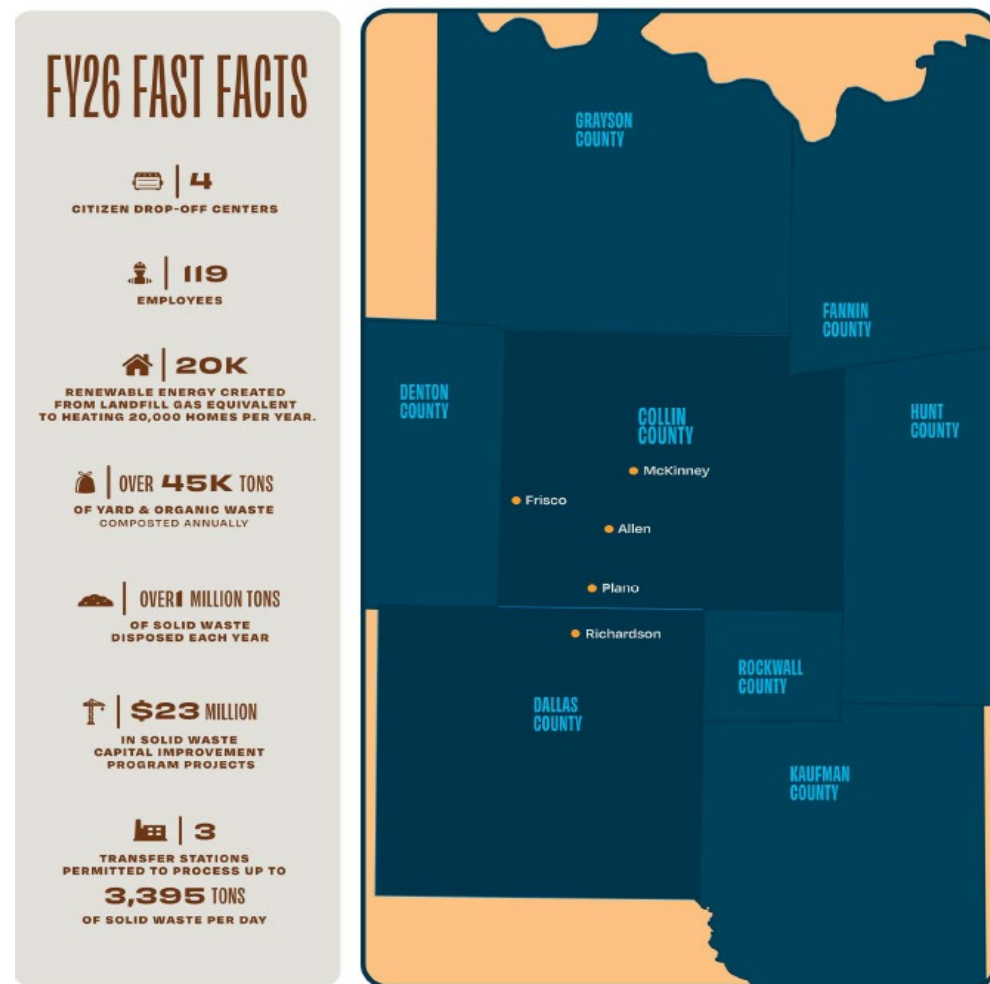 FY26 FAST FACTS
4
CITIZEN DROP-OFF CENTERS
119
EMPLOYEES
20K
RENEWABLE ENERGY CREATED
FROM LANDFILL GAS EQUIVALENT
TO HEATING 20,000 HOMES PER YEAR.
OVER 45K TONS
OF YARD & ORGANIC WASTE
COMPOSTED ANNUALLY
OVER 1 MILLION TONS
OF SOLID WASTE
DISPOSED EACH YEAR
$23 MILLION
IN SOLID WASTE
CAPITAL IMPROVEMENT
PROGRAM PROJECTS
3
TRANSFER STATIONS
PERMITTED TO PROCESS UP TO
3,395 TONS
OF SOLID WASTE PER DAY
GRAYSON
COUNTY
FANNIN
COUNTY
DENTON
COUNTY
COLLIN
COUNTY
HUNT
COUNTY
McKinney
Frisco
Allen
Plano
Richardson
ROCKWALL
COUNTY
DALLAS
COUNTY
KAUFMAN
COUNTY